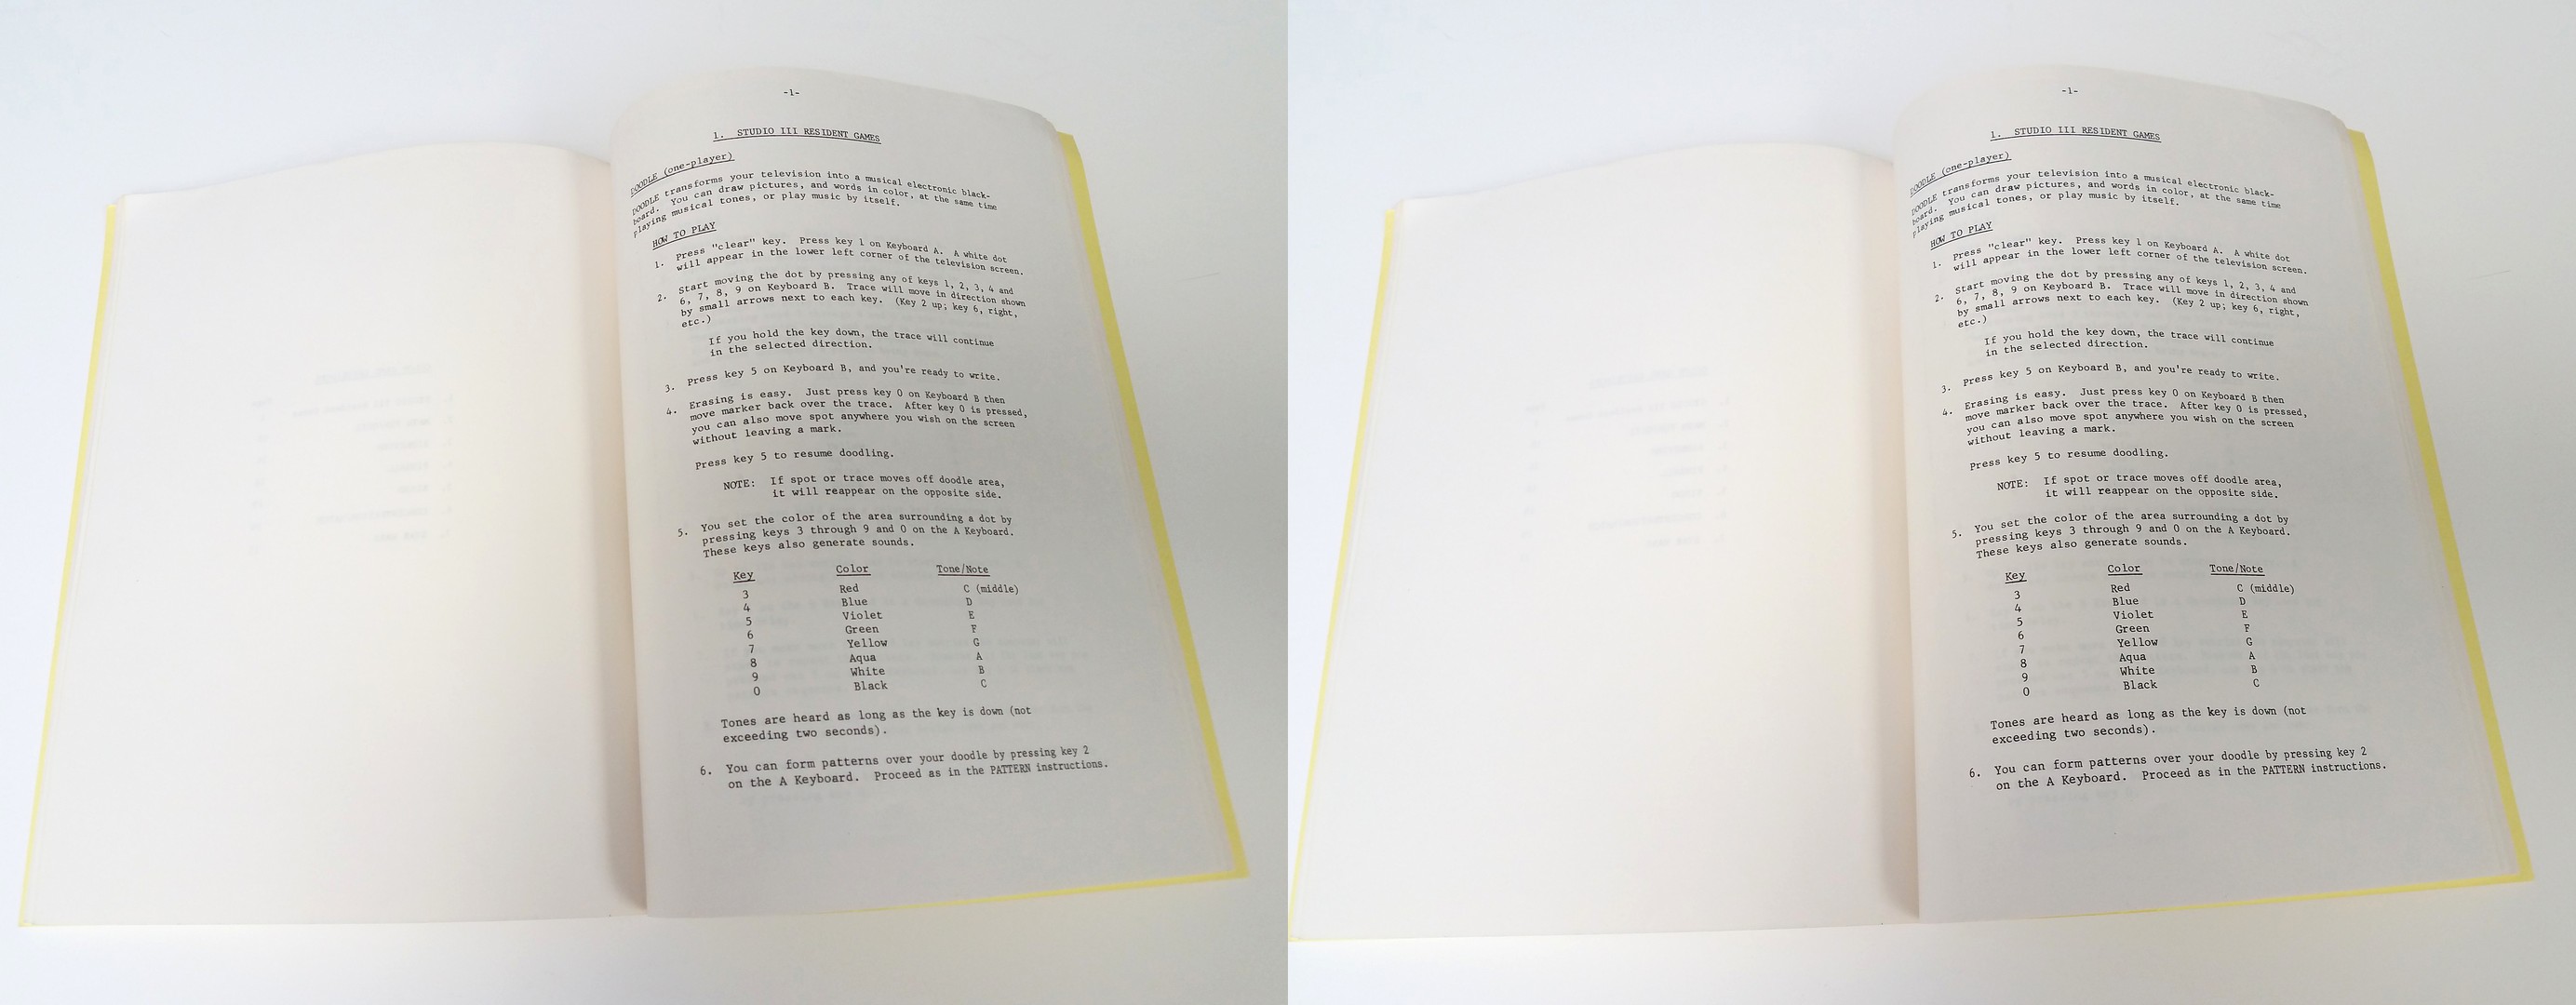 -1-
1. STUDIO III RESIDENT GAMES
DOODLE (one-player)
DOODLE transforms your television into a musical electronic black-
board. You can draw pictures, and words in color, at the same time
playing musical tones, or play music by itself.
HOW TO PLAY
1. Press "clear" key. Press key 1 on Keyboard A. A white dot
will appear in the lower left corner of the television screen.
2. Start moving the dot by pressing any of keys 1, 2, 3, 4 and
6, 7, 8, 9 on Keyboard B. Trace will move in direction shown
by small arrows next to each key. (Key 2 up; key 6, right,
etc.)
If you hold the key down, the trace will continue
in the selected direction.
3. Press key 5 on Keyboard B, and you're ready to write.
4. Erasing is easy. Just press key 0 on Keyboard B then
move marker back over the trace. After key 0 is pressed,
you can also move spot anywhere you wish on the screen
without leaving a mark.
Press key 5 to resume doodling.
NOTE: If spot or trace moves off doodle area,
it will reappear on the opposite side.
5. You set the color of the area surrounding a dot by
pressing keys 3 through 9 and 0 on the A Keyboard.
These keys also generate sounds.
Key Color Tone/Note
3 Red C (middle)
4 Blue D
5 Violet E
6 Green F
7 Yellow G
8 Aqua A
9 White B
0 Black C
Tones are heard as long as the key is down (not
exceeding two seconds).
6. You can form patterns over your doodle by pressing key 2
on the A Keyboard. Proceed as in the PATTERN instructions.
-1-
1. STUDIO III RESIDENT GAMES
DOODLE (one-player)
DOODLE transforms your television into a musical electronic black-
board. You can draw pictures, and words in color, at the same time
playing musical tones, or play music by itself.
HOW TO PLAY
1. Press "clear" key. Press key 1 on Keyboard A. A white dot
will appear in the lower left corner of the television screen.
2. Start moving the dot by pressing any of keys 1, 2, 3, 4 and
6, 7, 8, 9 on Keyboard B. Trace will move in direction shown
by small arrows next to each key. (Key 2 up; key 6, right,
etc.)
If you hold the key down, the trace will continue
in the selected direction.
3. Press key 5 on Keyboard B, and you're ready to write.
4. Erasing is easy. Just press key 0 on Keyboard B then
move marker back over the trace. After key 0 is pressed,
you can also move spot anywhere you wish on the screen
without leaving a mark.
Press key 5 to resume doodling.
NOTE: If spot or trace moves off doodle area,
it will reappear on the opposite side.
5. You set the color of the area surrounding a dot by
pressing keys 3 through 9 and 0 on the A Keyboard.
These keys also generate sounds.
Key Color Tone/Note
3 Red C (middle)
4 Blue D
5 Violet E
6 Green F
7 Yellow G
8 Aqua A
9 White B
0 Black C
Tones are heard as long as the key is down (not
exceeding two seconds).
6. You can form patterns over your doodle by pressing key 2
on the A Keyboard. Proceed as in the PATTERN instructions.